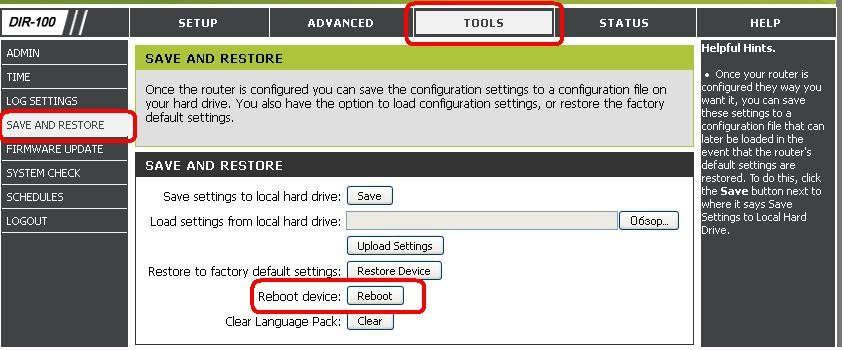 DIR-100
SETUP
ADVANCED
TOOLS
STATUS
HELP
ADMIN
TIME
LOG SETTINGS
SAVE AND RESTORE
FIRMWARE UPDATE
SYSTEM CHECK
SCHEDULES
LOGOUT
SAVE AND RESTORE
Once the router is configured you can save the configuration settings to a configuration file on
your hard drive. You also have the option to load configuration settings, or restore the factory
default settings.
SAVE AND RESTORE
Save settings to local hard drive: Save
Load settings from local hard drive: Обзор...
Upload Settings
Restore to factory default settings: Restore Device
Reboot device: Reboot
Clear Language Pack: Clear
Helpful Hints.
• Once your router is
configured they way you
want it, you can save
these settings to a
configuration file that can
later be loaded in the
event that the router's
default settings are
restored. To do this, click
the Save button next to
where it says Save
Settings to Local Hard
Drive.